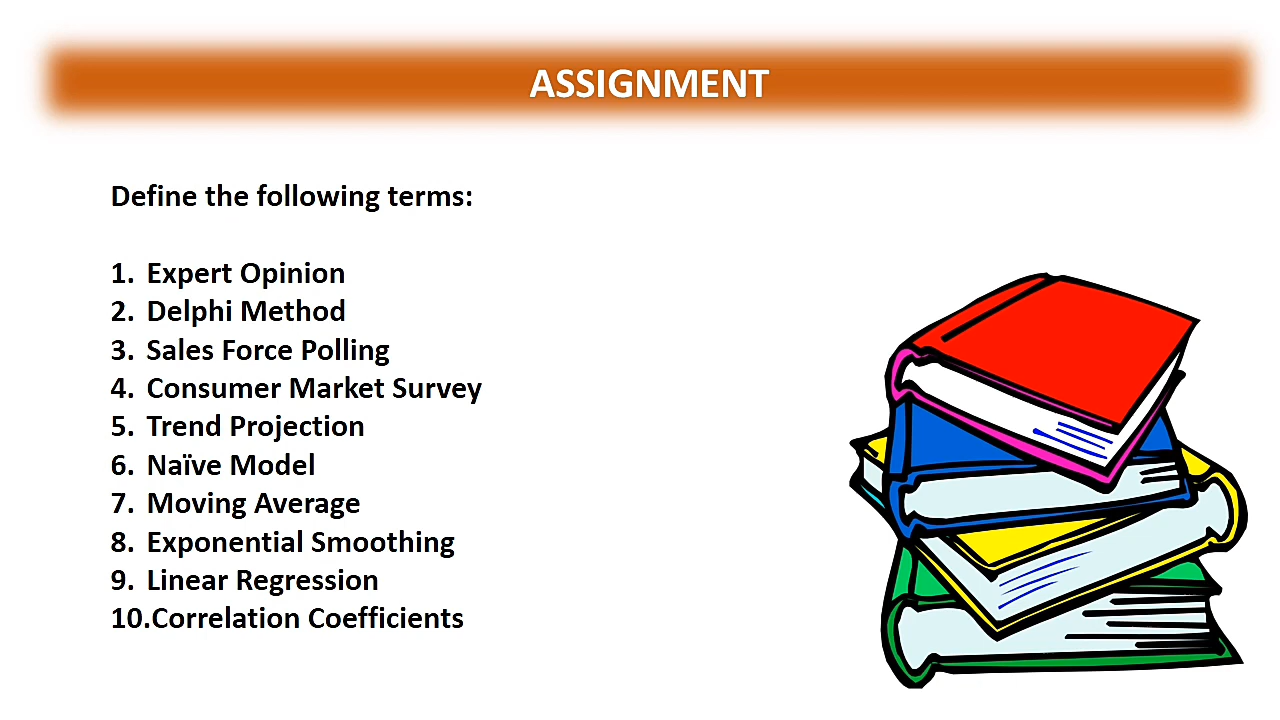 ASSIGNMENT
Define the following terms:
1. Expert Opinion
2. Delphi Method
3. Sales Force Polling
4. Consumer Market Survey
5. Trend Projection
6. Naïve Model
7. Moving Average
8. Exponential Smoothing
9. Linear Regression
10.Correlation Coefficients